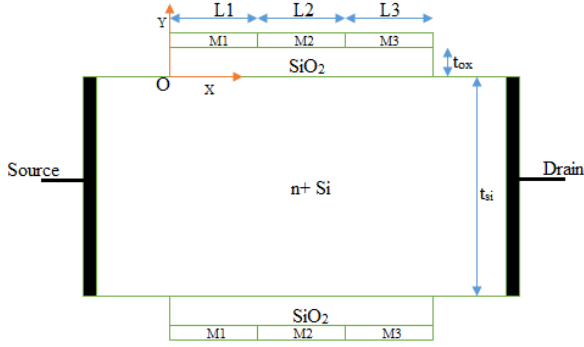 L1 L2 L3
Y
M1 M2 M3
SiO₂
tox
O
X
Source
Drain
n+ Si
tsi
SiO₂
M1 M2 M3